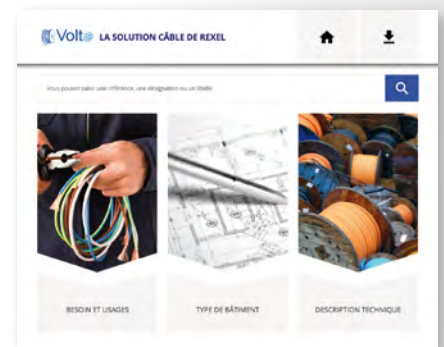 Volt@ LA SOLUTION CÂBLE DE REXEL
Vous pouvez saisir une référence, une désignation ou un libellé.
BESOIN ET USAGES
TYPE DE BÂTIMENT
DESCRIPTION TECHNIQUE